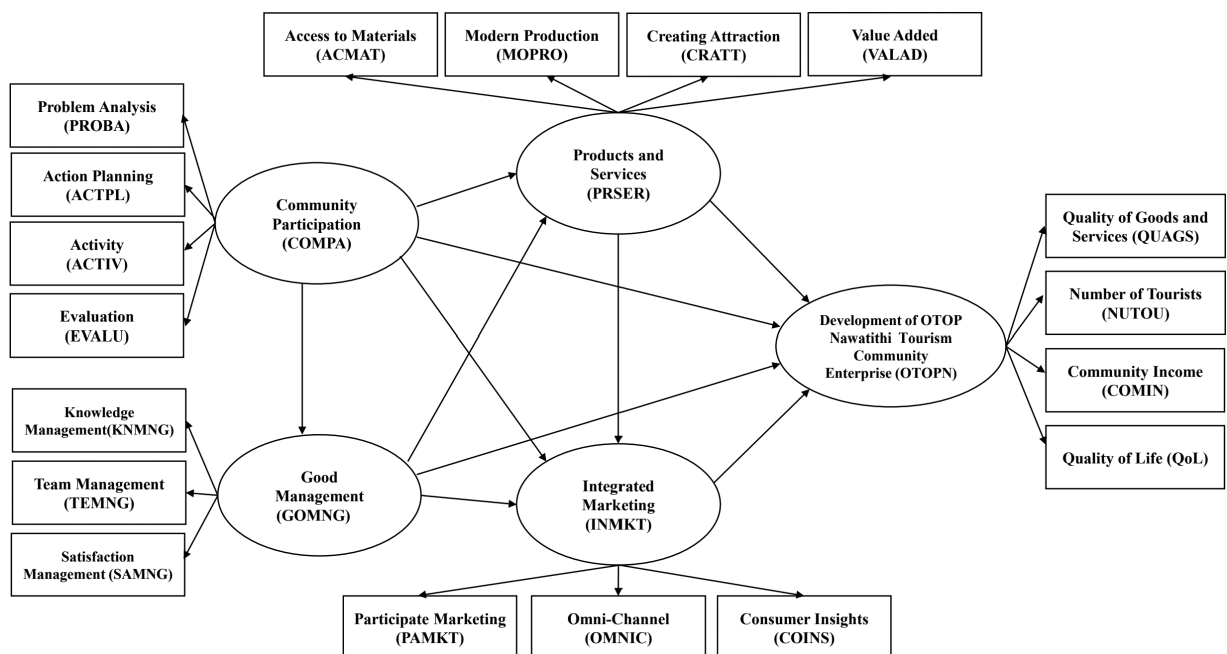 Access to Materials
(ACMAT)
Modern Production
(MOPRO)
Creating Attraction
(CRATT)
Value Added
(VALAD)
Problem Analysis
(PROBA)
Action Planning
(ACTPL)
Activity
(ACTIV)
Evaluation
(EVALU)
Community
Participation
(COMPA)
Products and
Services
(PRSER)
Quality of Goods and
Services (QUAGS)
Number of Tourists
(NUTOU)
Community Income
(COMIN)
Quality of Life (QoL)
Development of OTOP
Nawatithi Tourism
Community
Enterprise (OTOPN)
Knowledge
Management(KNMNG)
Team Management
(TEMNG)
Satisfaction
Management (SAMNG)
Good
Management
(GOMNG)
Integrated
Marketing
(INMKT)
Participate Marketing
(PAMKT)
Omni-Channel
(OMNIC)
Consumer Insights
(COINS)